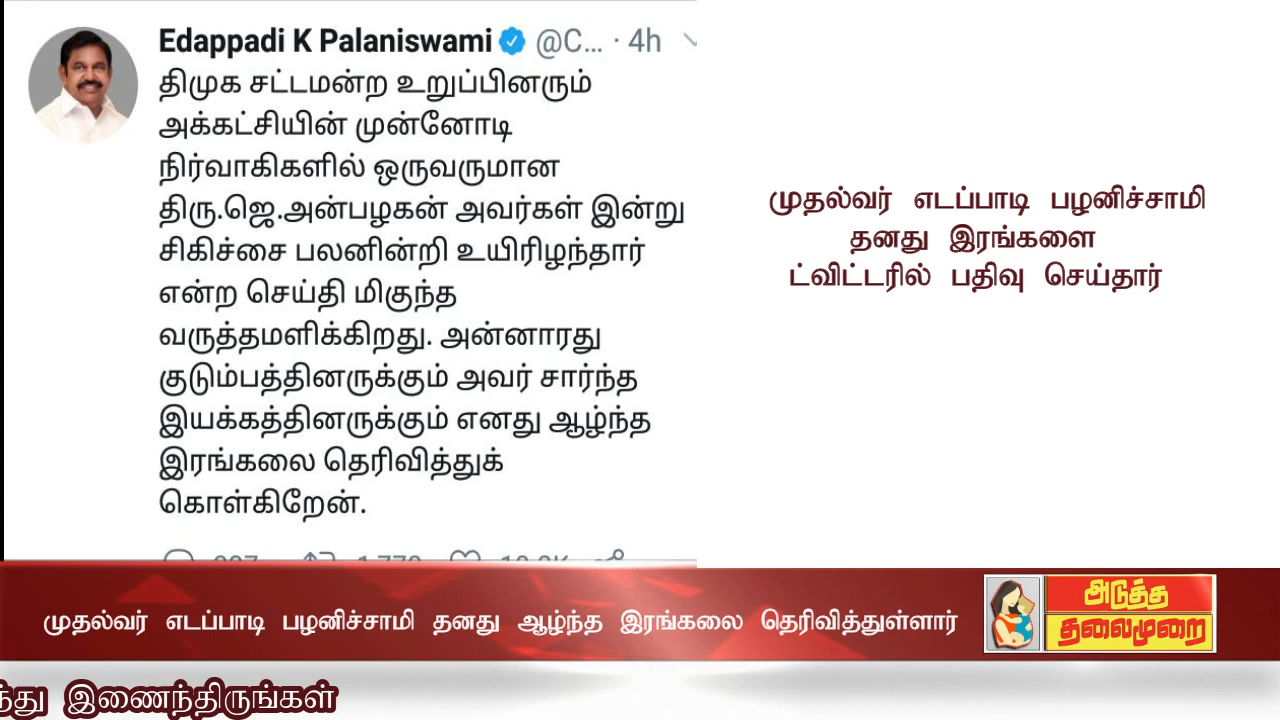 Edappadi K Palaniswami @C... · 4h
திமுக சட்டமன்ற உறுப்பினரும்
அக்கட்சியின் முன்னோடி
நிர்வாகிகளில் ஒருவருமான
திரு.ஜெ.அன்பழகன் அவர்கள் இன்று
சிகிச்சை பலனின்றி உயிரிழந்தார்
என்ற செய்தி மிகுந்த
வருத்தமளிக்கிறது. அன்னாரது
குடும்பத்தினருக்கும் அவர் சார்ந்த
இயக்கத்தினருக்கும் எனது ஆழ்ந்த
இரங்கலை தெரிவித்துக்
கொள்கிறேன்.
முதல்வர் எடப்பாடி பழனிச்சாமி
தனது இரங்களை
ட்விட்டரில் பதிவு செய்தார்
முதல்வர் எடப்பாடி பழனிச்சாமி தனது ஆழ்ந்த இரங்கலை தெரிவித்துள்ளார்
அடுத்த
தலைமுறை
இணைந்திருங்கள்